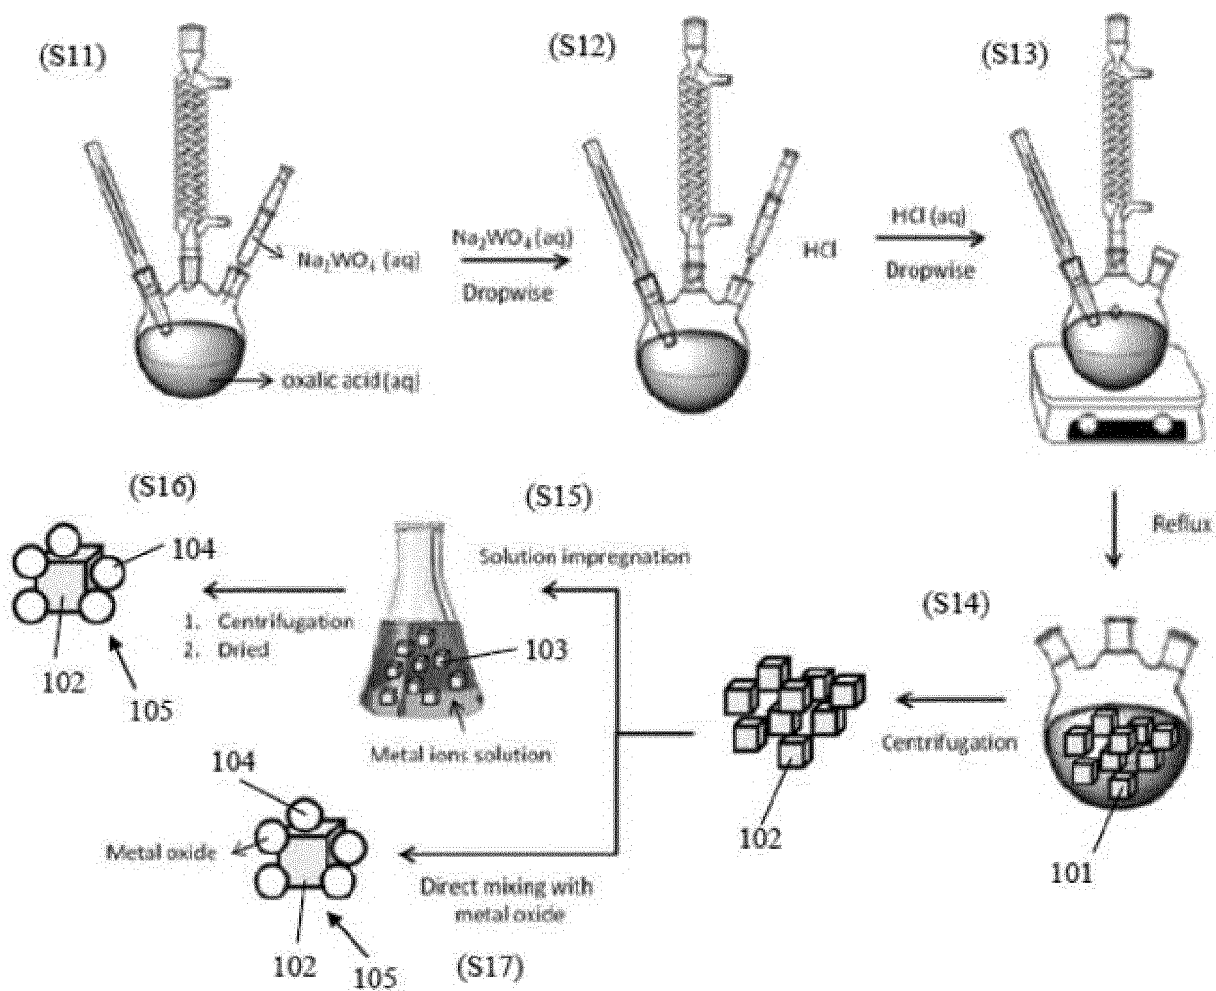 (S11)
(S12)
(S13)
Na₂WO₄ (aq)
oxalic acid (aq)
Na₂WO₄ (aq)
Dropwise
HCl
HCl (aq)
Dropwise
Reflux
(S16)
104
102
105
1. Centrifugation
2. Dried
(S15)
Solution impregnation
103
Metal ions solution
(S14)
Centrifugation
102
101
104
Metal oxide
102
105
Direct mixing with
metal oxide
(S17)